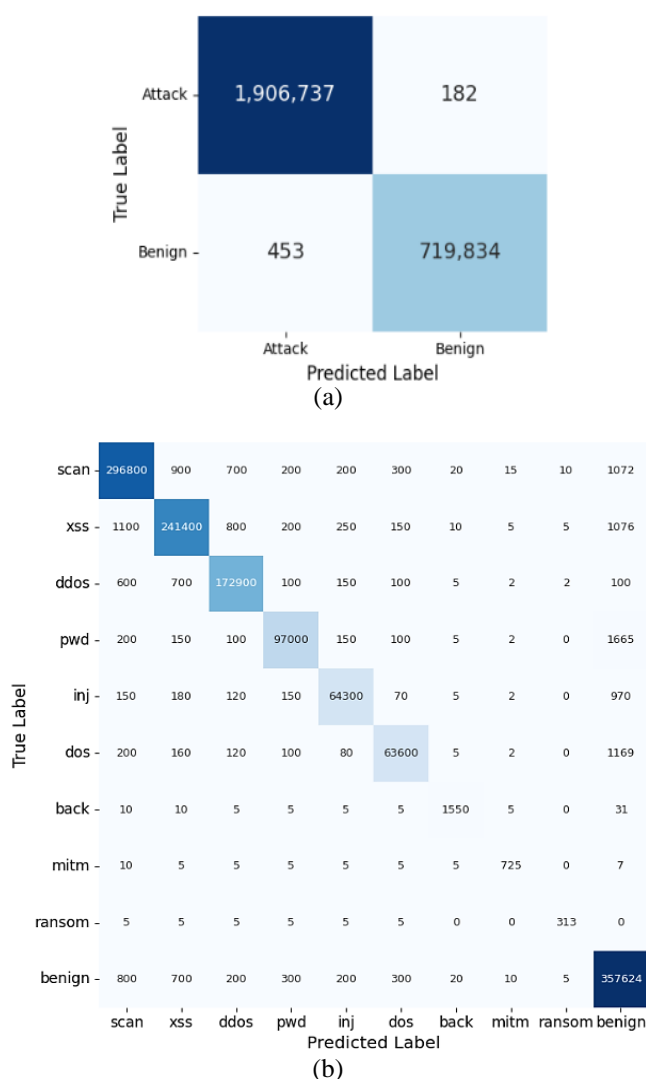 Attack 1,906,737 182
Benign 453 719,834
True Label
Attack Benign
Predicted Label
(a)
scan 296800 900 700 200 200 300 20 15 10 1072
xss 1100 241400 800 200 250 150 10 5 5 1076
ddos 600 700 172900 100 150 100 5 2 2 100
pwd 200 150 100 97000 150 100 5 2 0 1665
inj 150 180 120 150 64300 70 5 2 0 970
dos 200 160 120 100 80 63600 5 2 0 1169
back 10 10 5 5 5 5 1550 5 0 31
mitm 10 5 5 5 5 5 5 725 0 7
ransom 5 5 5 5 5 5 0 0 313 0
benign 800 700 200 300 200 300 20 10 5 357624
True Label
scan xss ddos pwd inj dos back mitm ransom benign
Predicted Label
(b)